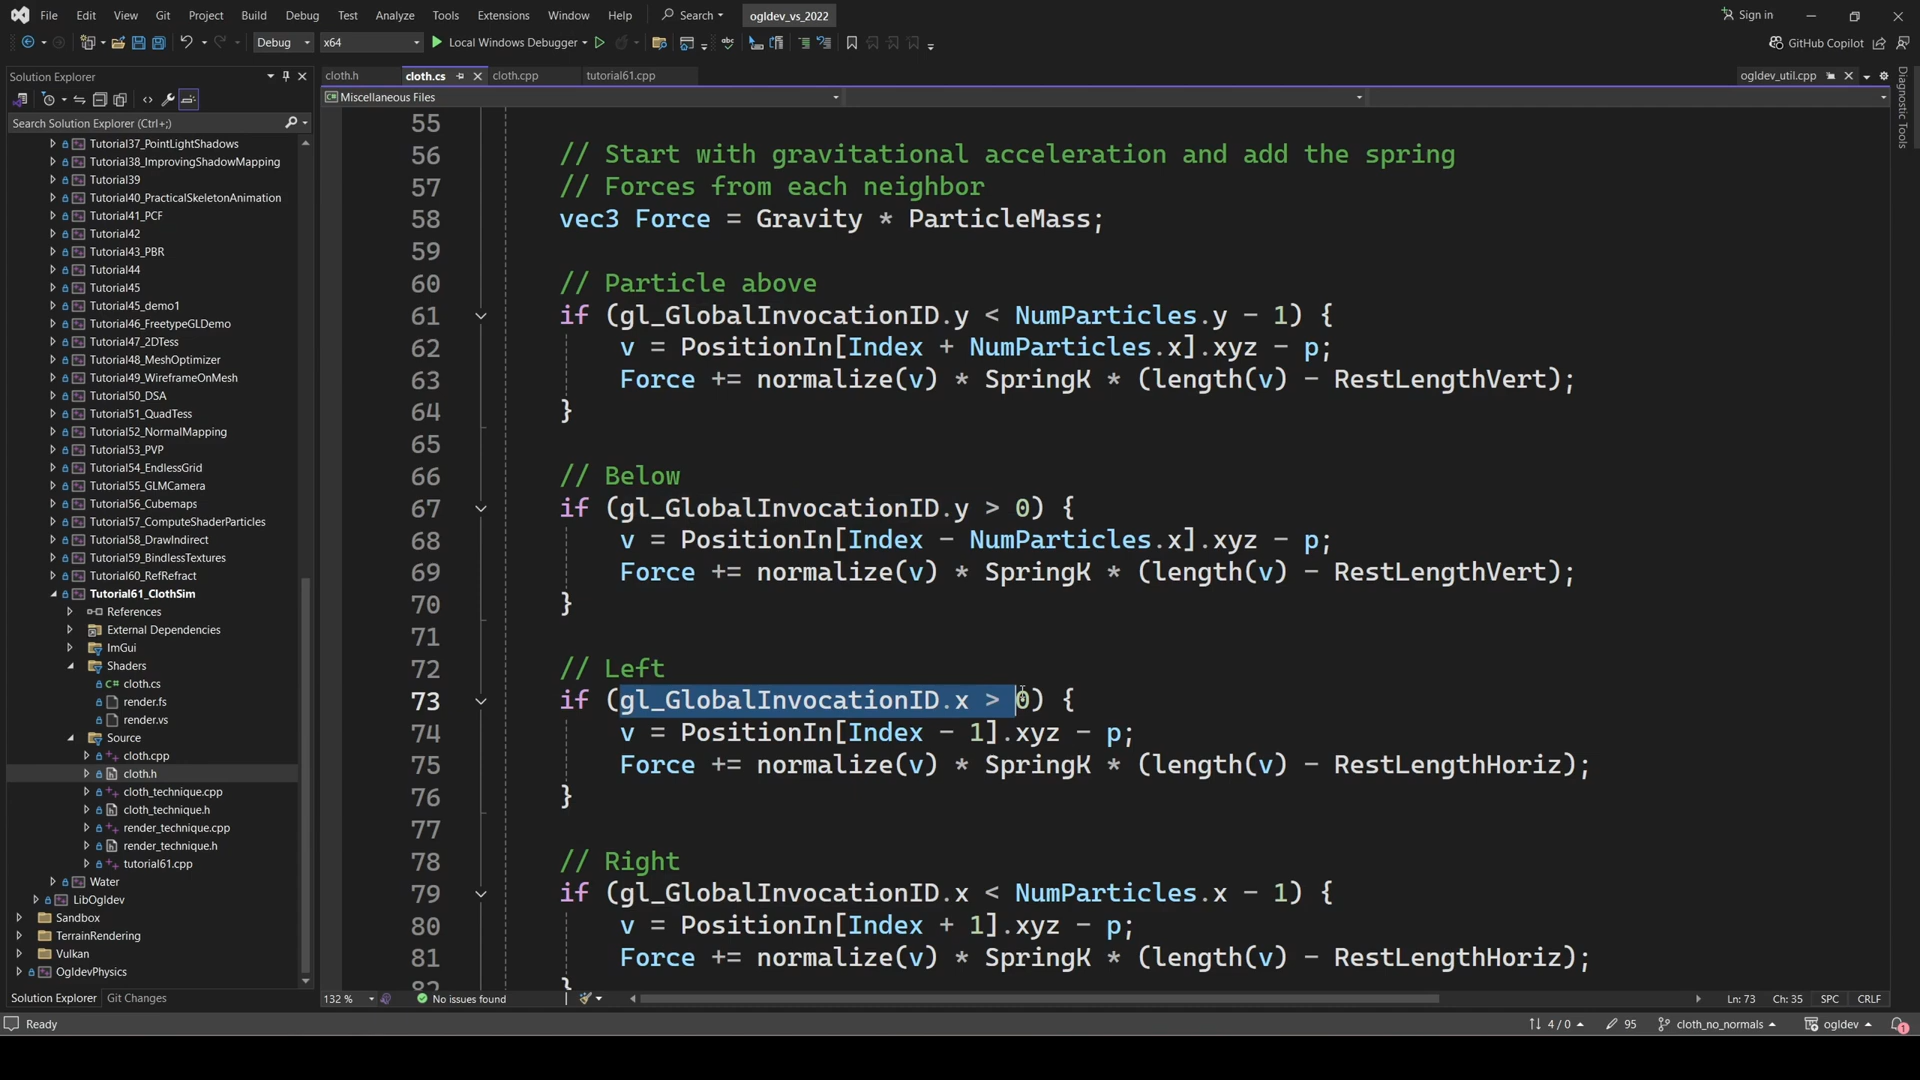 File Edit View Git Project Build Debug Test Analyze Tools Extensions Window Help Search ogldev_vs_2022 Sign in
Debug x64 Local Windows Debugger GitHub Copilot
Solution Explorer
Search Solution Explorer (Ctrl+;)
Tutorial37_PointLightShadows
Tutorial38_ImprovingShadowMapping
Tutorial39
Tutorial40_PracticalSkeletonAnimation
Tutorial41_PCF
Tutorial42
Tutorial43_PBR
Tutorial44
Tutorial45
Tutorial45_demo1
Tutorial46_FreetypeGLDemo
Tutorial47_2DTess
Tutorial48_MeshOptimizer
Tutorial49_WireframeOnMesh
Tutorial50_DSA
Tutorial51_QuadTess
Tutorial52_NormalMapping
Tutorial53_PVP
Tutorial54_EndlessGrid
Tutorial55_GLMCamera
Tutorial56_Cubemaps
Tutorial57_ComputeShaderParticles
Tutorial58_DrawIndirect
Tutorial59_BindlessTextures
Tutorial60_RefRefract
Tutorial61_ClothSim
References
External Dependencies
ImGui
Shaders
cloth.cs
render.fs
render.vs
Source
cloth.cpp
cloth.h
cloth_technique.cpp
cloth_technique.h
render_technique.cpp
render_technique.h
tutorial61.cpp
Water
LibOgldev
Sandbox
TerrainRendering
Vulkan
OgldevPhysics
Solution Explorer Git Changes
cloth.h cloth.cs cloth.cpp tutorial61.cpp ogldev_util.cpp
Miscellaneous Files
55
56 // Start with gravitational acceleration and add the spring
57 // Forces from each neighbor
58 vec3 Force = Gravity * ParticleMass;
59
60 // Particle above
61 if (gl_GlobalInvocationID.y < NumParticles.y - 1) {
62 v = PositionIn[Index + NumParticles.x].xyz - p;
63 Force += normalize(v) * SpringK * (length(v) - RestLengthVert);
64 }
65
66 // Below
67 if (gl_GlobalInvocationID.y > 0) {
68 v = PositionIn[Index - NumParticles.x].xyz - p;
69 Force += normalize(v) * SpringK * (length(v) - RestLengthVert);
70 }
71
72 // Left
73 if (gl_GlobalInvocationID.x > 0) {
74 v = PositionIn[Index - 1].xyz - p;
75 Force += normalize(v) * SpringK * (length(v) - RestLengthHoriz);
76 }
77
78 // Right
79 if (gl_GlobalInvocationID.x < NumParticles.x - 1) {
80 v = PositionIn[Index + 1].xyz - p;
81 Force += normalize(v) * SpringK * (length(v) - RestLengthHoriz);
82 }
132 % No issues found Ln: 73 Ch: 35 SPC CRLF
Ready 4 / 0 95 cloth_no_normals ogldev 1
Diagnostic Tools